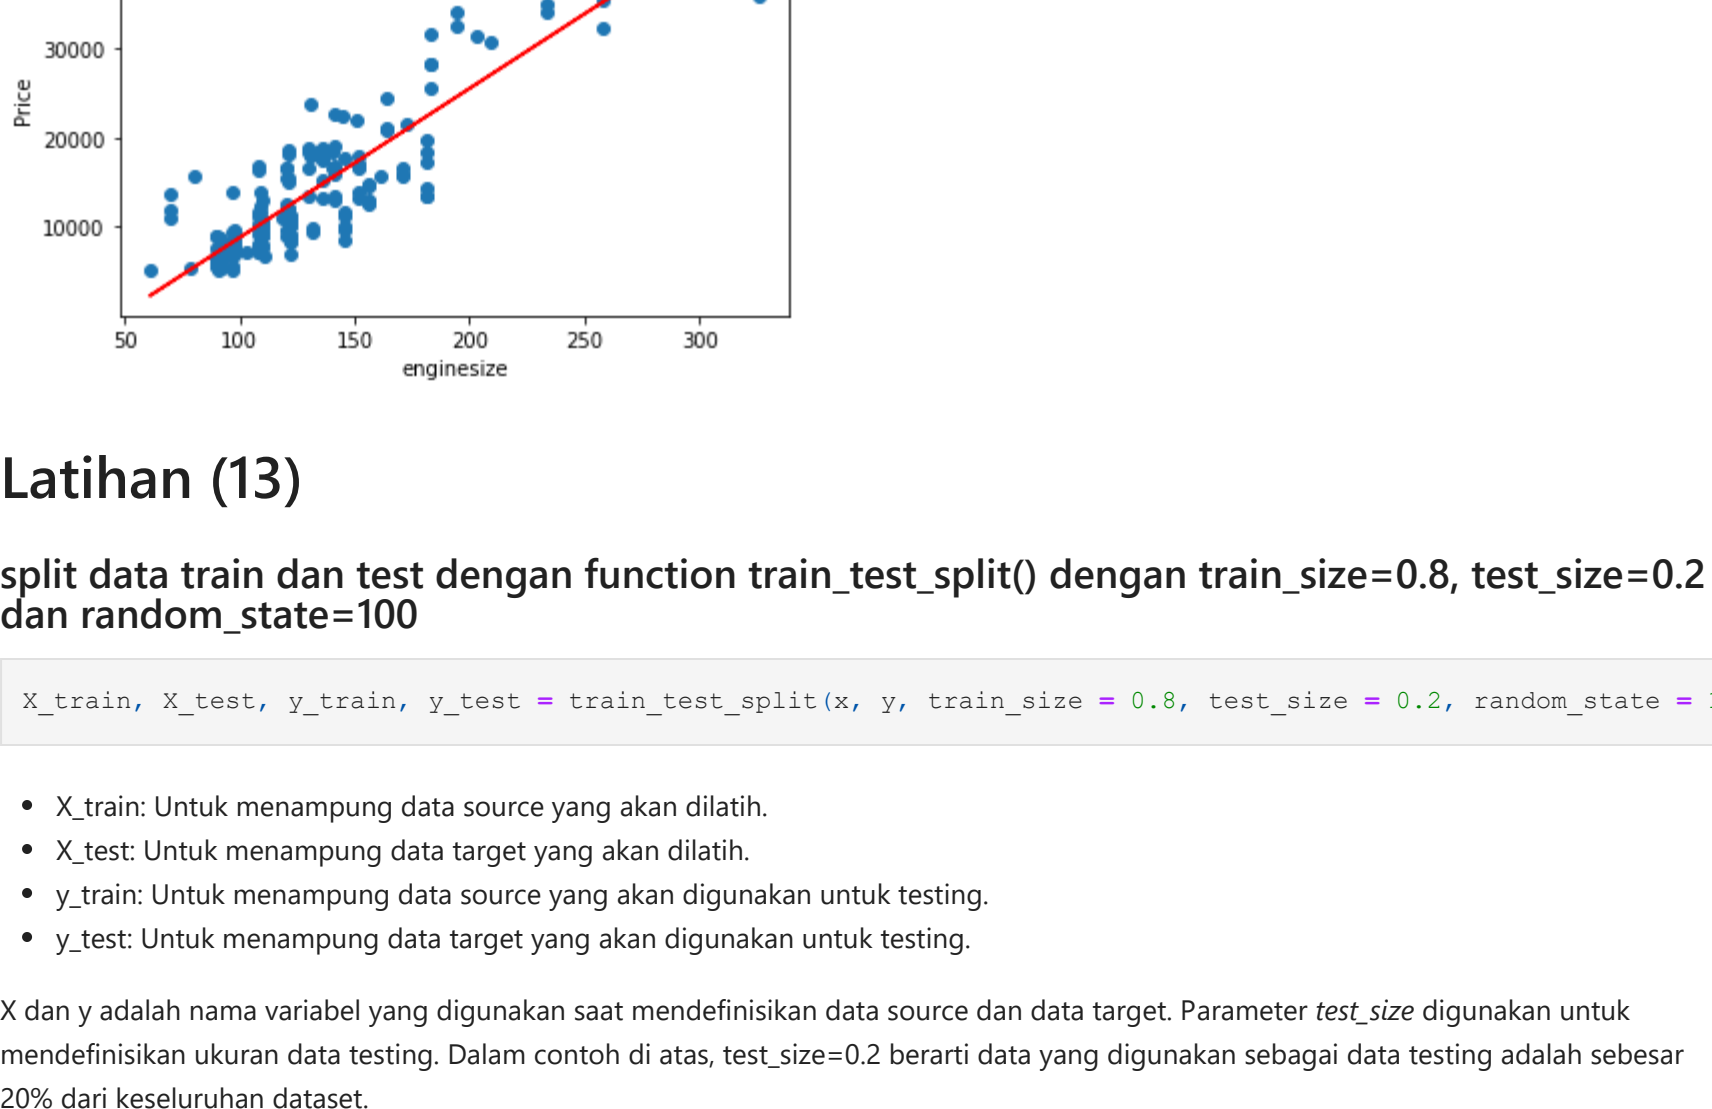 30000
20000
10000
Price
50 100 150 200 250 300
enginesize
Latihan (13)
split data train dan test dengan function train_test_split() dengan train_size=0.8, test_size=0.2
dan random_state=100
X_train, X_test, y_train, y_test = train_test_split(x, y, train_size = 0.8, test_size = 0.2, random_state =
• X_train: Untuk menampung data source yang akan dilatih.
• X_test: Untuk menampung data target yang akan dilatih.
• y_train: Untuk menampung data source yang akan digunakan untuk testing.
• y_test: Untuk menampung data target yang akan digunakan untuk testing.
X dan y adalah nama variabel yang digunakan saat mendefinisikan data source dan data target. Parameter test_size digunakan untuk
mendefinisikan ukuran data testing. Dalam contoh di atas, test_size=0.2 berarti data yang digunakan sebagai data testing adalah sebesar
20% dari keseluruhan dataset.